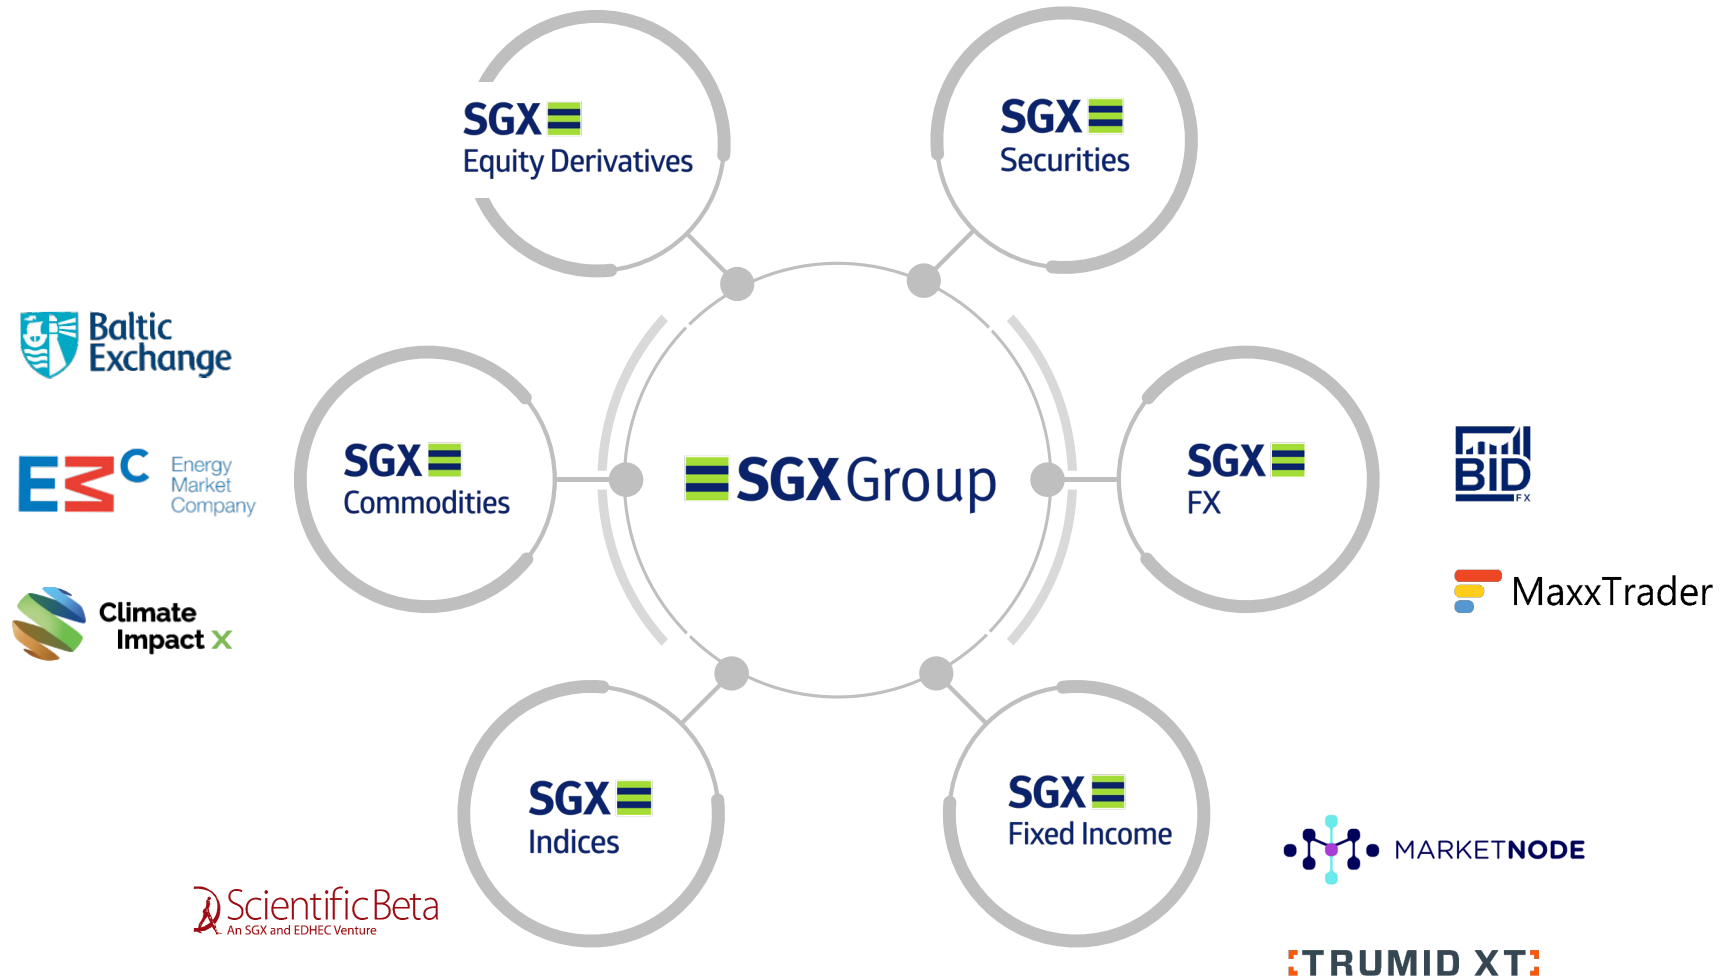 SGX
Equity Derivatives
SGX
Securities
Baltic
Exchange
EMC
Energy
Market
Company
Climate
Impact X
SGX
Commodities
SGX Group
SGX
FX
BID
FX
MaxxTrader
SGX
Indices
SGX
Fixed Income
ScientificBeta
An SGX and EDHEC Venture
MARKETNODE
[TRUMID XT]